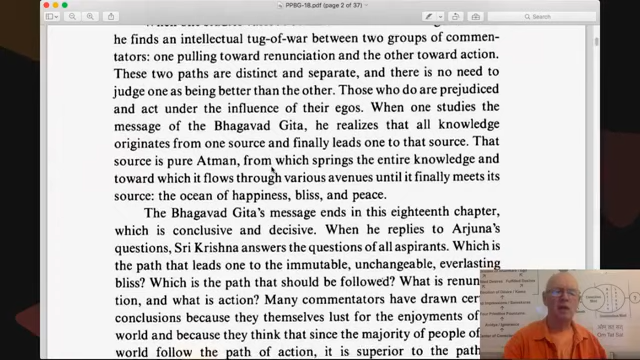 PPBG-18.pdf (page 2 of 37)
Search
he finds an intellectual tug-of-war between two groups of commen-
tators: one pulling toward renunciation and the other toward action.
These two paths are distinct and separate, and there is no need to
judge one as being better than the other. Those who do are prejudiced
and act under the influence of their egos. When one studies the
message of the Bhagavad Gita, he realizes that all knowledge
originates from one source and finally leads one to that source. That
source is pure Atman, from which springs the entire knowledge and
toward which it flows through various avenues until it finally meets its
source: the ocean of happiness, bliss, and peace.
The Bhagavad Gita's message ends in this eighteenth chapter,
which is conclusive and decisive. When he replies to Arjuna's
questions, Sri Krishna answers the questions of all aspirants. Which is
the path that leads one to the immutable, unchangeable, everlasting
bliss? Which is the path that should be followed? What is renun
tion, and what is action? Many commentators have drawn cer
conclusions because they themselves lust for the enjoyments of
world and because they think that since the majority of people of
world follow the path of action, it is superior to the path
Om Tat Sat